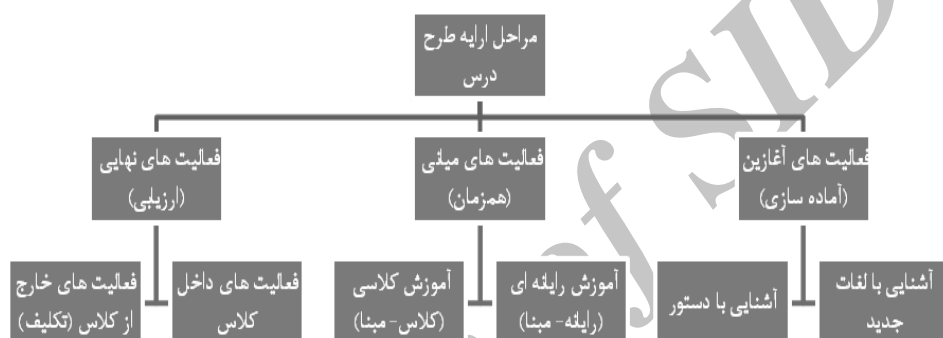 مراحل ارایه طرح
درس
فعالیت های آغازین
(آماده سازی)
فعالیت های میانی
(همزمان)
فعالیت های نهایی
(ارزیابی)
آشنایی با لغات
جدید
آشنایی با دستور
آموزش رایانه ای
(رایانه- مبنا)
آموزش کلاسی
(کلاس- مبنا)
فعالیت های داخل
کلاس
فعالیت های خارج
از کلاس (تکلیف)
of SID